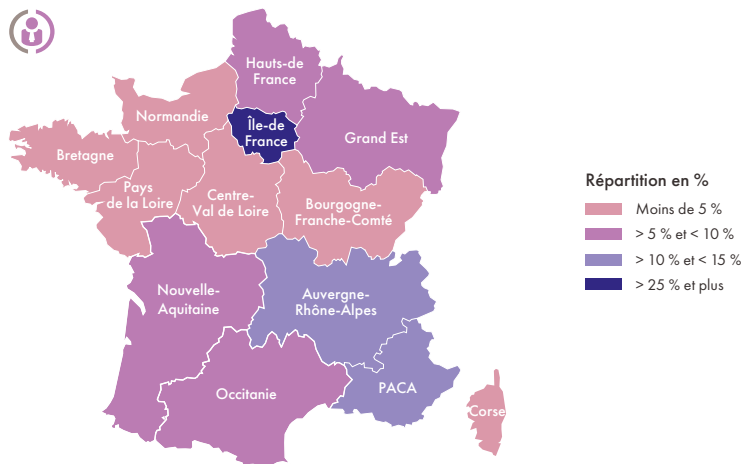 Hauts-de
France
Normandie
Île-de
France
Grand Est
Bretagne
Pays
de la Loire
Centre-
Val de Loire
Bourgogne-
Franche-Comté
Nouvelle-
Aquitaine
Auvergne-
Rhône-Alpes
Occitanie
PACA
Corse
Répartition en %
Moins de 5 %
> 5 % et < 10 %
> 10 % et < 15 %
> 25 % et plus